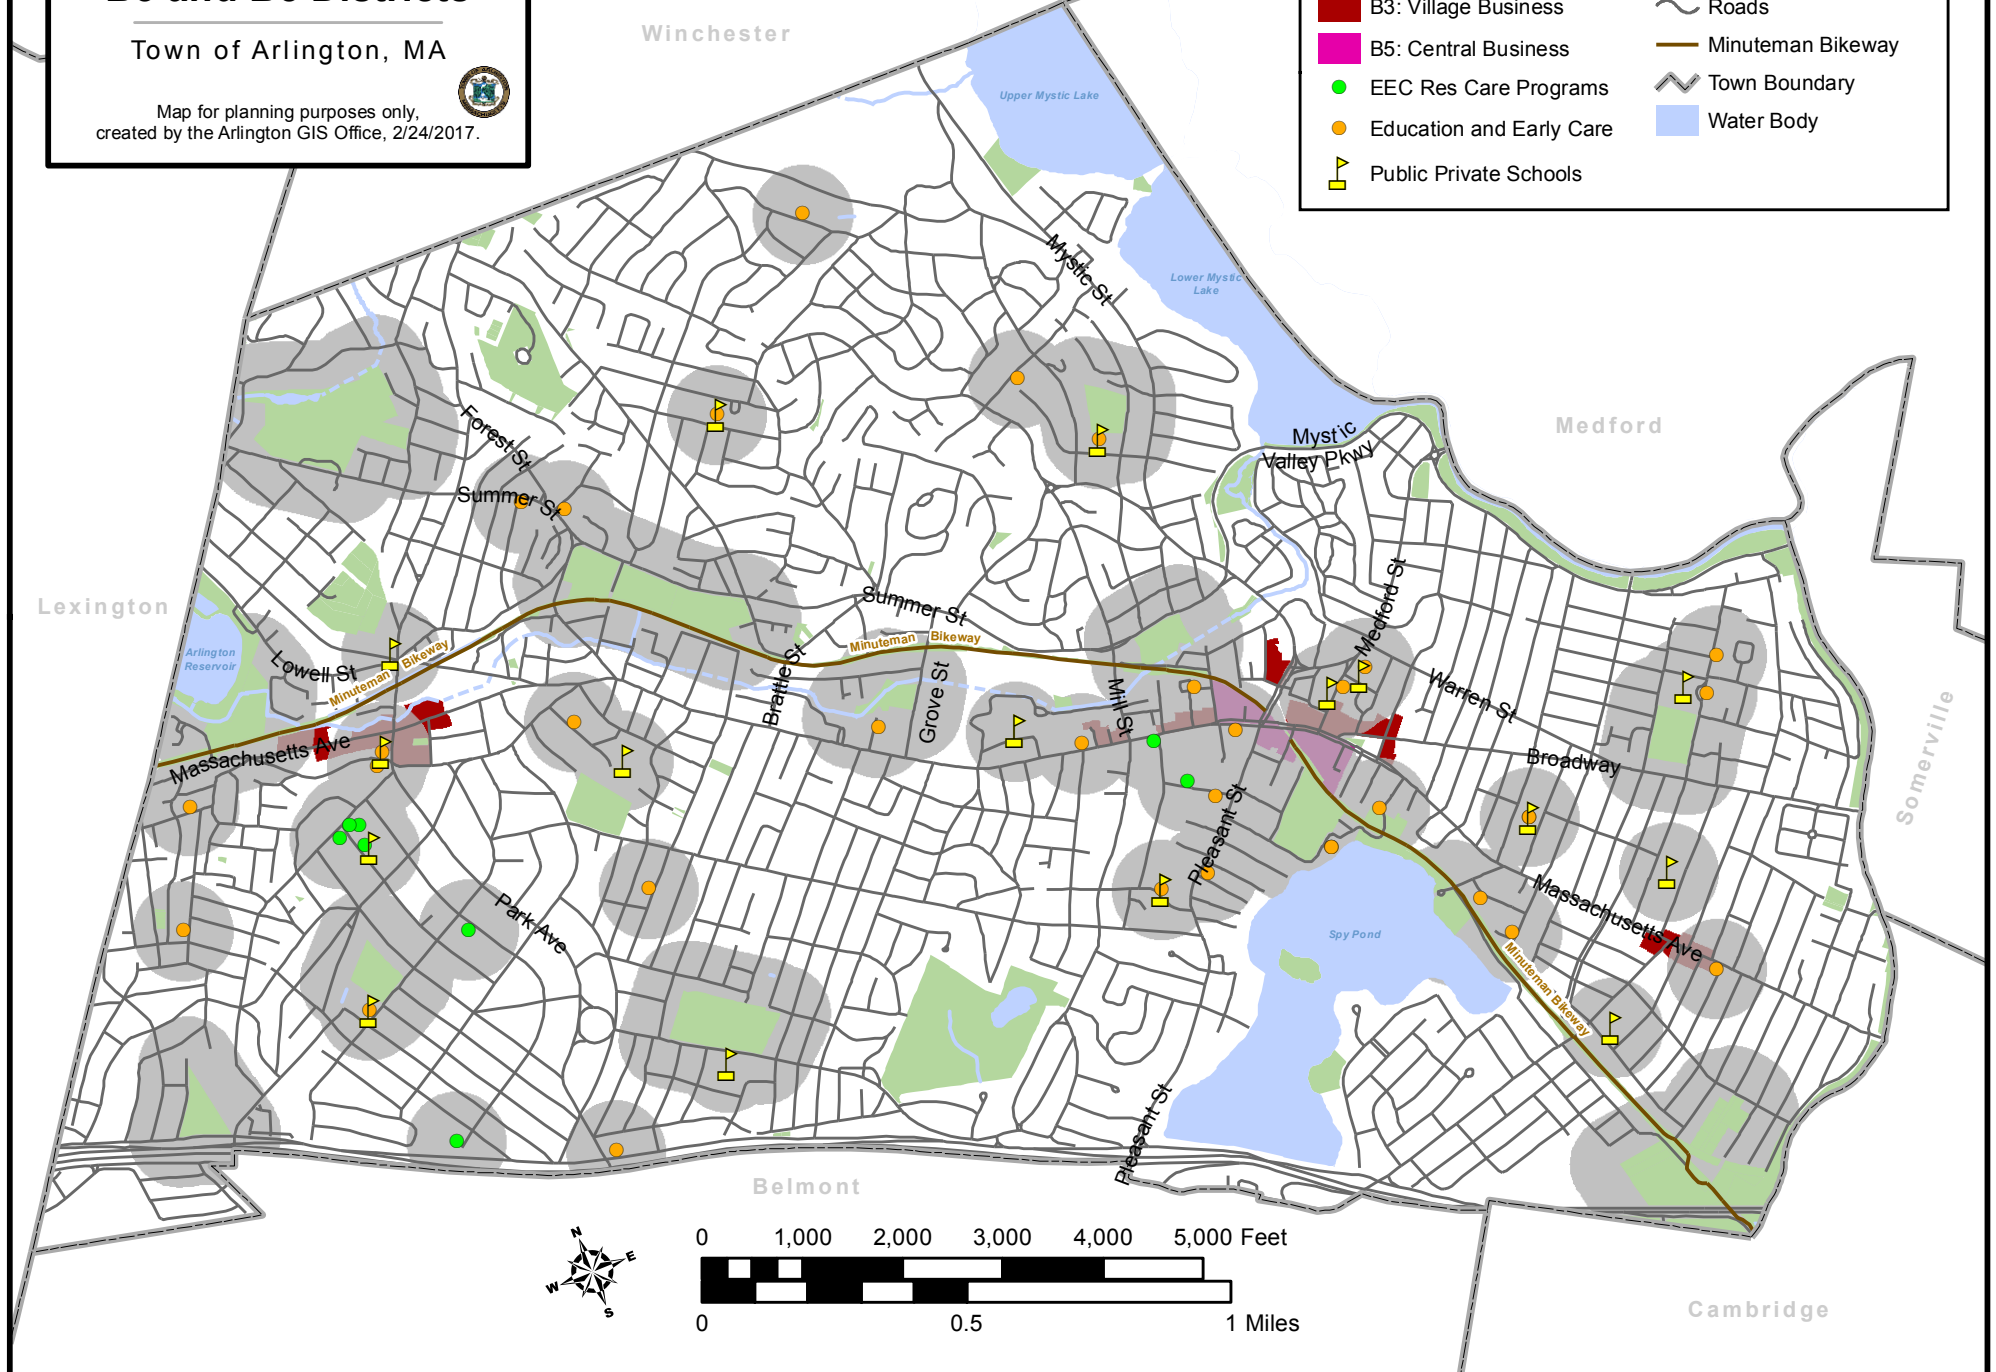 B3 and B5 Districts
Town of Arlington, MA
Map for planning purposes only,
created by the Arlington GIS Office, 2/24/2017.
B3: Village Business
B5: Central Business
EEC Res Care Programs
Education and Early Care
Public Private Schools
Roads
Minuteman Bikeway
Town Boundary
Water Body
Winchester
Upper Mystic Lake
Mystic St
Lower Mystic
Lake
Medford
Mystic
Valley Pkwy
Forest St
Summer St
Lexington
Summer St
Medford St
Minuteman Bikeway
Arlington
Reservoir
Lowell St
Minuteman Bikeway
Brattle St
Grove St
Mill St
Warren St
Massachusetts Ave
Broadway
Somerville
Pleasant St
Park Ave
Massachusetts Ave
Spy Pond
Minuteman Bikeway
Pleasant St
Belmont
N
E
W
S
0 1,000 2,000 3,000 4,000 5,000 Feet
0 0.5 1 Miles
Cambridge